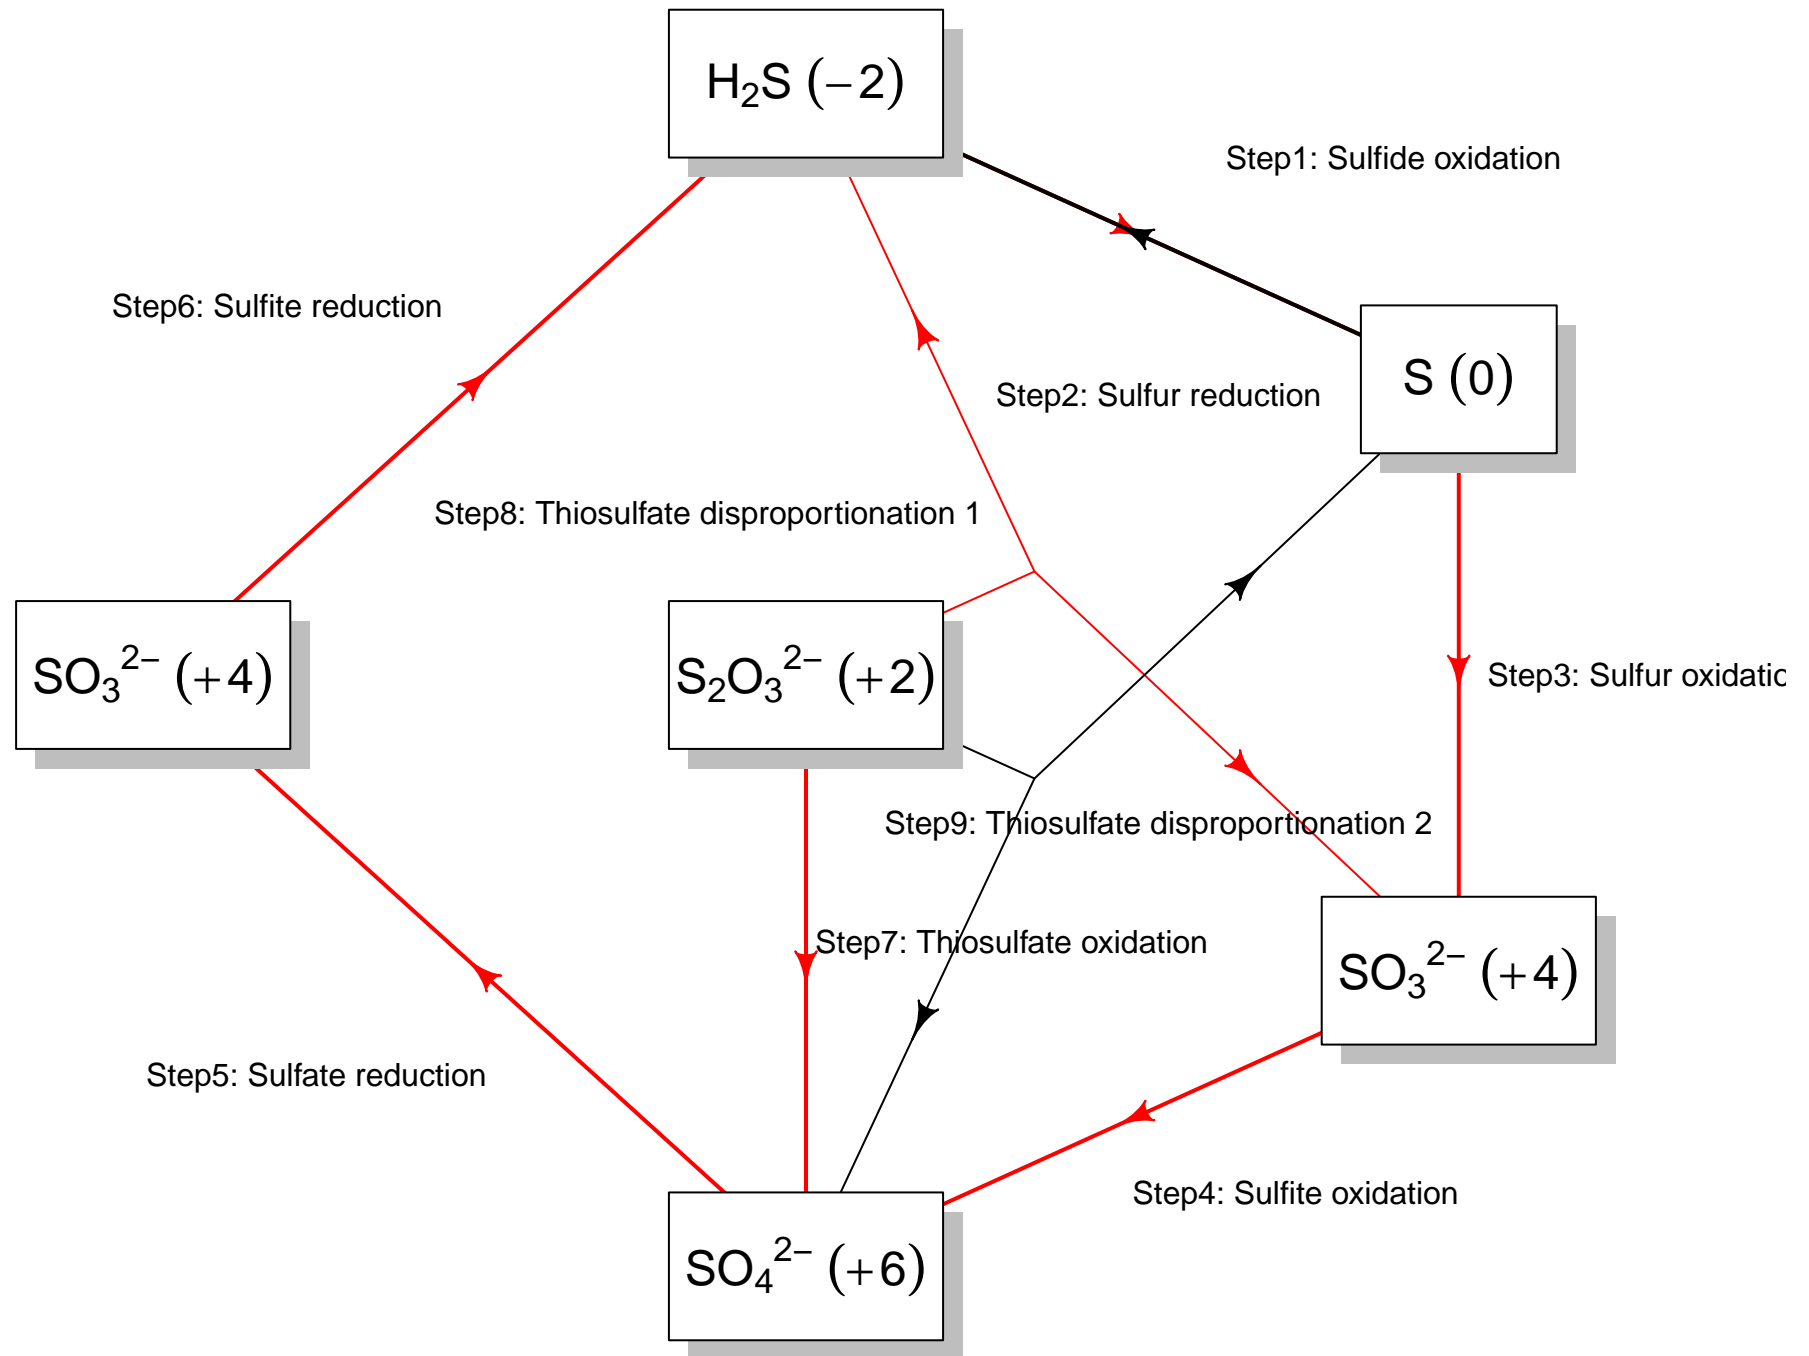 H₂S (−2)
Step1: Sulfide oxidation
Step6: Sulfite reduction
S (0)
Step2: Sulfur reduction
Step8: Thiosulfate disproportionation 1
SO₃²⁻ (+4)
S₂O₃²⁻ (+2)
Step3: Sulfur oxidatio
Step9: Thiosulfate disproportionation 2
Step7: Thiosulfate oxidation
SO₃²⁻ (+4)
Step5: Sulfate reduction
Step4: Sulfite oxidation
SO₄²⁻ (+6)